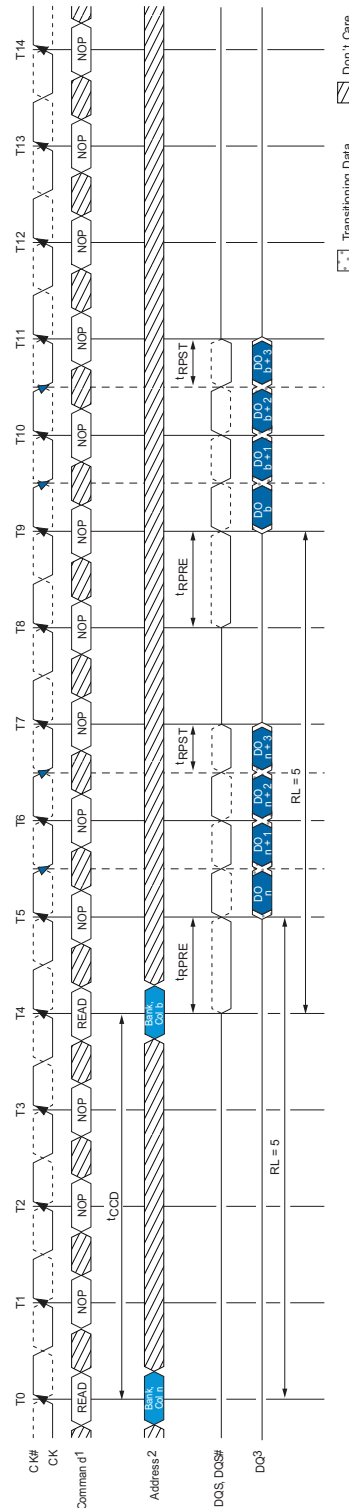 T0 T1 T2 T3 T4 T5 T6 T7 T8 T9 T10 T11 T12 T13 T14
CK#
CK
Command1 READ NOP NOP NOP READ NOP NOP NOP NOP NOP NOP NOP NOP NOP NOP
tCCD
Address2 Bank, Col n Bank, Col b
tRPRE tRPST tRPRE tRPST
DQS, DQS#
DQ3 DO n DO n + 1 DO n + 2 DO n + 3 DO b DO b + 1 DO b + 2 DO b + 3
RL = 5
RL = 5
Transitioning Data Don't Care